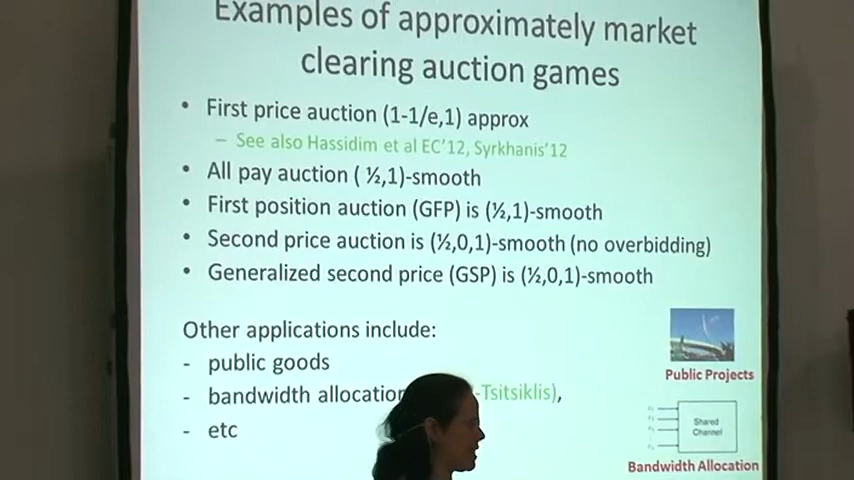 Examples of approximately market
clearing auction games
• First price auction (1-1/e,1) approx
– See also Hassidim et al EC'12, Syrkhanis'12
• All pay auction ( ½,1)-smooth
• First position auction (GFP) is (½,1)-smooth
• Second price auction is (½,0,1)-smooth (no overbidding)
• Generalized second price (GSP) is (½,0,1)-smooth
Other applications include:
- public goods
- bandwidth allocation -Tsitsiklis),
- etc
Public Projects
Shared
Channel
Bandwidth Allocation